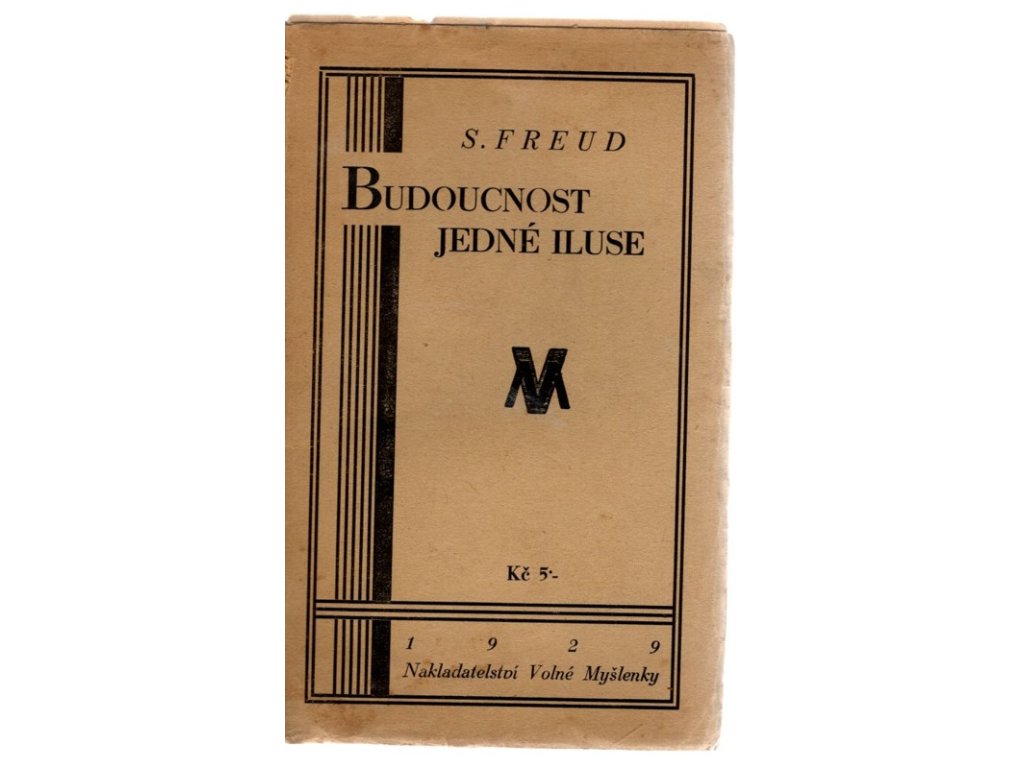 S. FREUD
BUDOUCNOST
JEDNÉ ILUSE
VM
Kč 5·-
1 9 2 9
Nakladatelství Volné Myšlenky